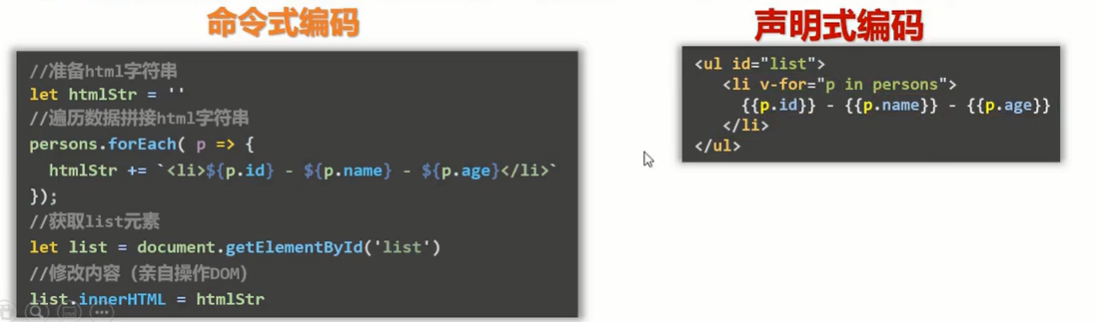 命令式编码
//准备html字符串
let htmlStr = ''
//遍历数据拼接html字符串
persons.forEach( p => {
  htmlStr += `<li>${p.id} - ${p.name} - ${p.age}</li>`
});
//获取list元素
let list = document.getElementById('list')
//修改内容（亲自操作DOM）
list.innerHTML = htmlStr
声明式编码
<ul id="list">
  <li v-for="p in persons">
    {{p.id}} - {{p.name}} - {{p.age}}
  </li>
</ul>